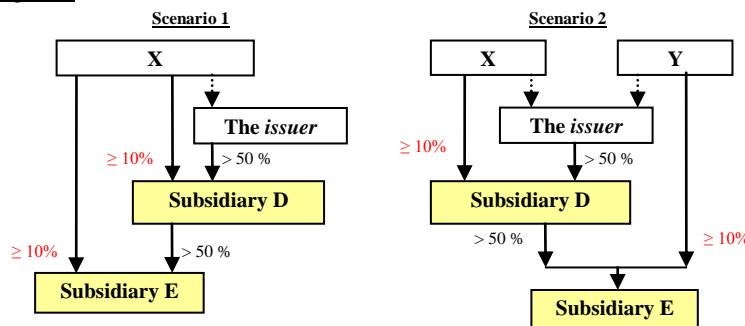 Scenario 1
X
The issuer
≥ 10%
> 50 %
Subsidiary D
≥ 10%
> 50 %
Subsidiary E
Scenario 2
X
Y
The issuer
≥ 10%
> 50 %
Subsidiary D
> 50 %
≥ 10%
Subsidiary E